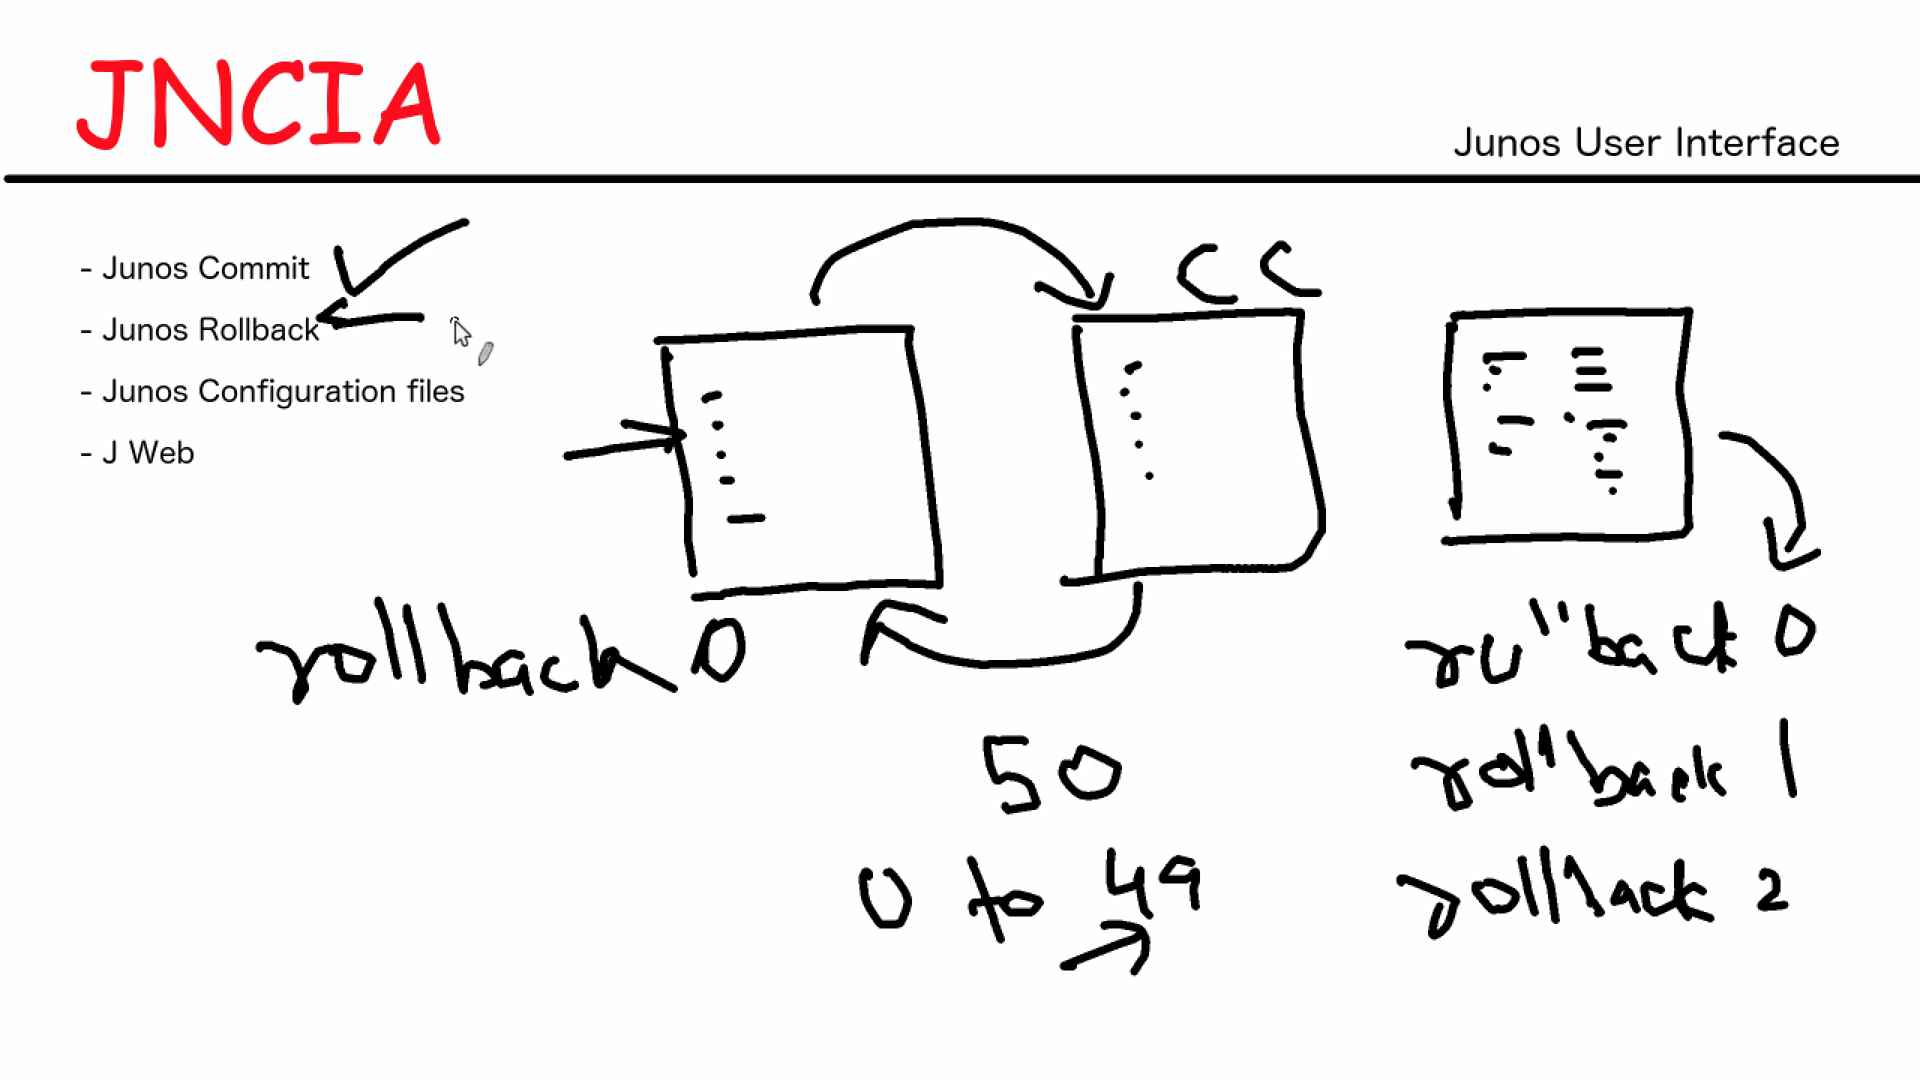 JNCIA
Junos User Interface
- Junos Commit
- Junos Rollback
- Junos Configuration files
- J Web
CC
rollback 0
50
0 to 49
rollback 0
rollback 1
rollback 2